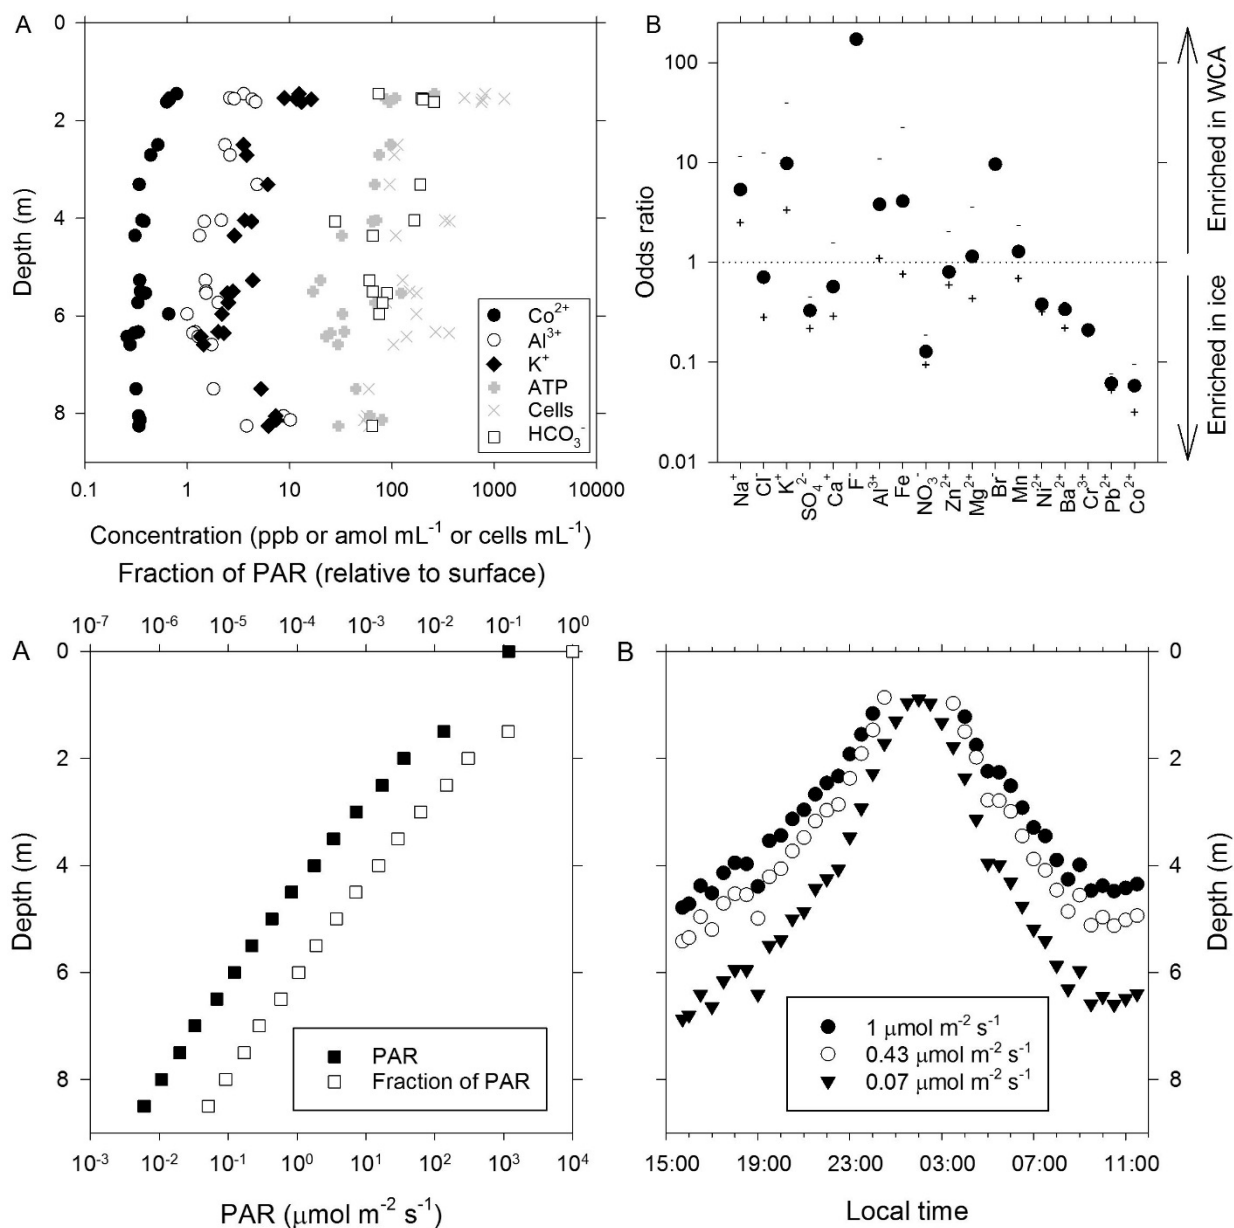 A
0
2
4
6
8
Depth (m)
Co²⁺
Al³⁺
K⁺
ATP
Cells
HCO₃⁻
0.1 1 10 100 1000 10000
Concentration (ppb or amol mL⁻¹ or cells mL⁻¹)
B
100
10
1
0.1
0.01
Odds ratio
Na⁺
Cl⁻
K⁺
SO₄²⁻
Ca⁺
F⁻
Al³⁺
Fe
NO₃⁻
Zn²⁺
Mg²⁺
Br⁻
Mn
Ni²⁺
Ba²⁺
Cr³⁺
Pb²⁺
Co²⁺
Enriched in WCA
Enriched in ice
Fraction of PAR (relative to surface)
10⁻⁷ 10⁻⁶ 10⁻⁵ 10⁻⁴ 10⁻³ 10⁻² 10⁻¹ 10⁰
A
0
2
4
6
8
Depth (m)
PAR
Fraction of PAR
10⁻³ 10⁻² 10⁻¹ 10⁰ 10¹ 10² 10³ 10⁴
PAR (μmol m⁻² s⁻¹)
B
0
2
4
6
8
Depth (m)
1 μmol m⁻² s⁻¹
0.43 μmol m⁻² s⁻¹
0.07 μmol m⁻² s⁻¹
15:00 19:00 23:00 03:00 07:00 11:00
Local time